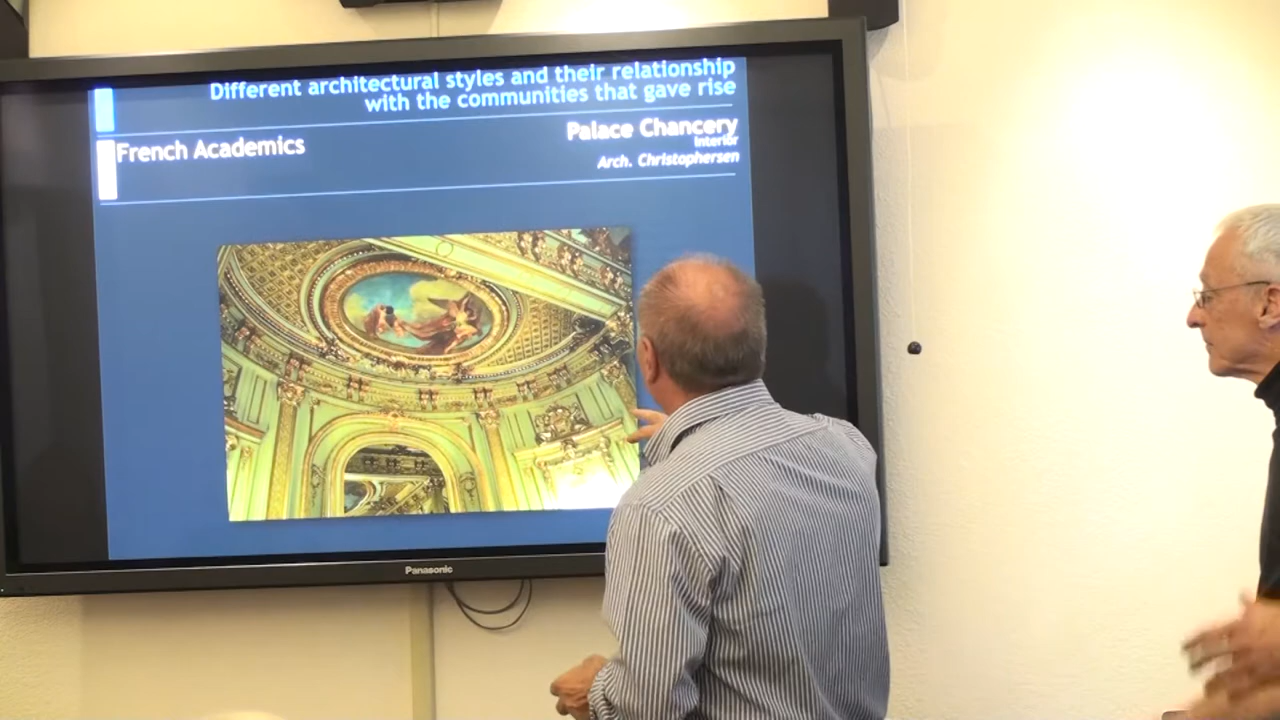 Different architectural styles and their relationship
with the communities that gave rise
French Academics
Palace Chancery
Interior
Arch. Christophersen
Panasonic